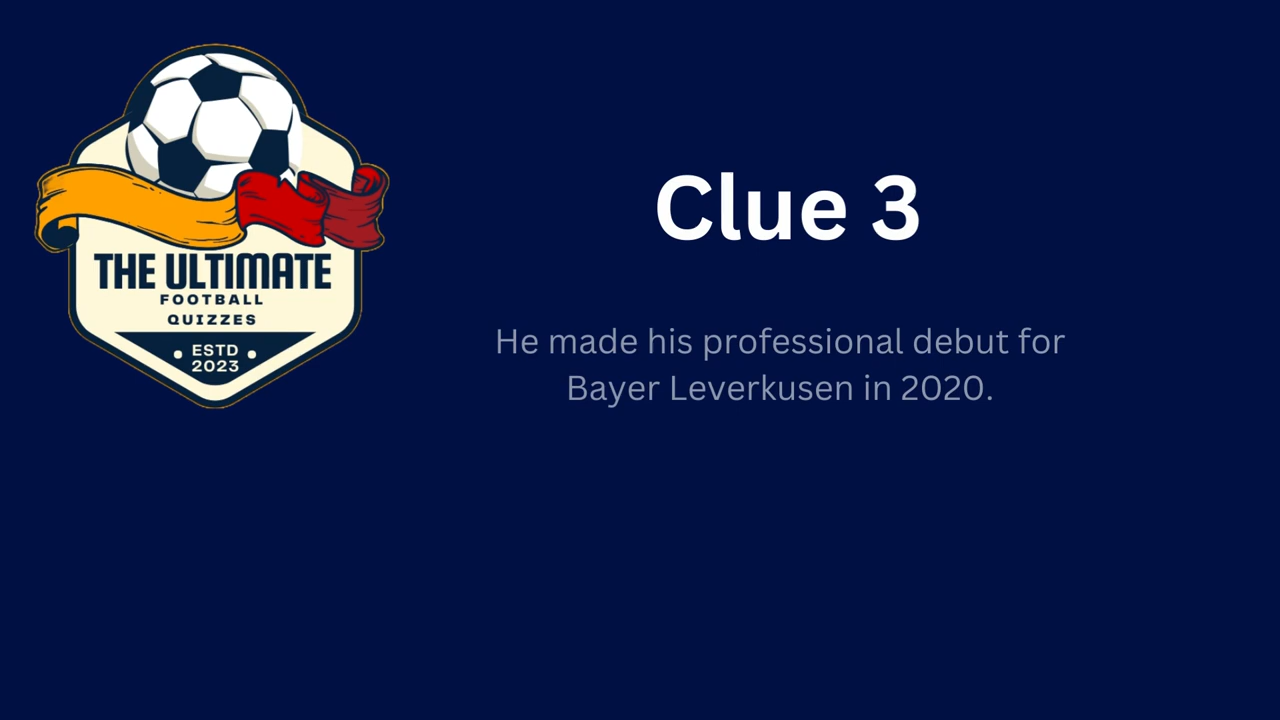 THE ULTIMATE
FOOTBALL
QUIZZES
ESTD
2023
Clue 3
He made his professional debut for
Bayer Leverkusen in 2020.